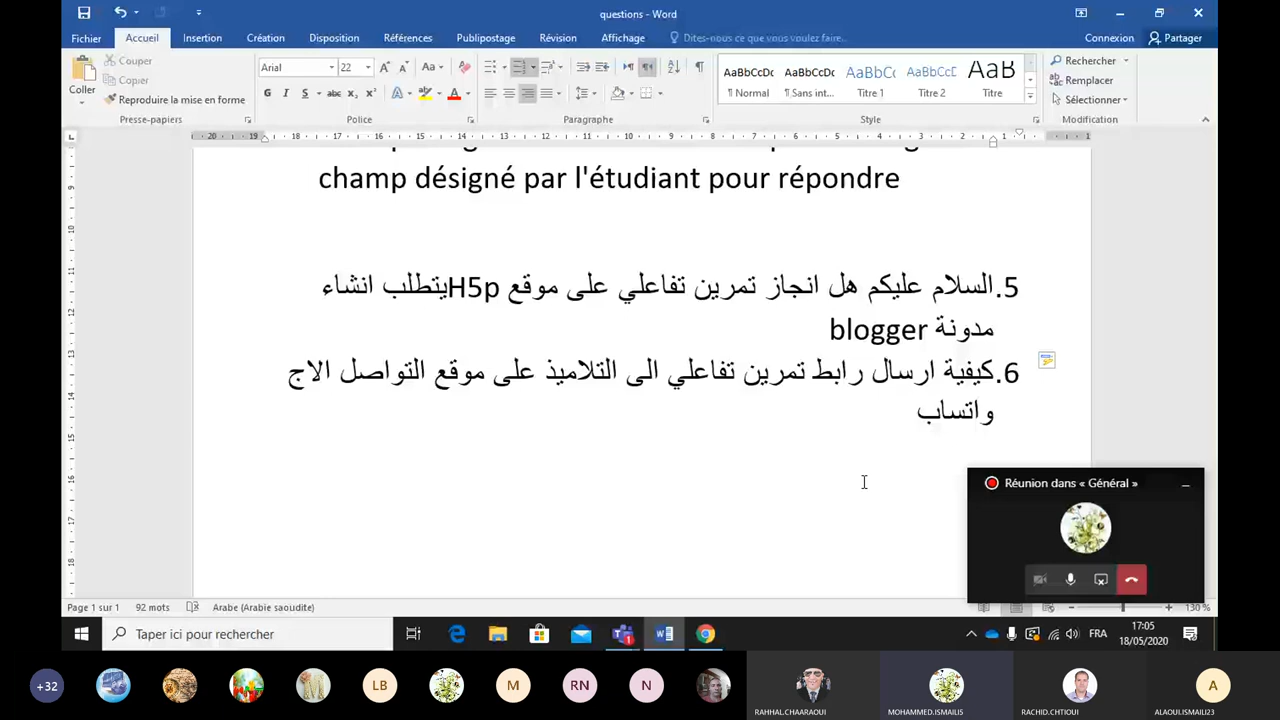 questions - Word
Fichier
Accueil
Insertion
Création
Disposition
Références
Publipostage
Révision
Affichage
Dites-nous ce que vous voulez faire...
Connexion
Partager
Coller
Couper
Copier
Reproduire la mise en forme
Presse-papiers
Arial
22
Police
Paragraphe
AaBbCcDc
AaBbCcDc
AaBbCc
AaBbCcD
AaB
¶ Normal
¶ Sans int...
Titre 1
Titre 2
Titre
Style
Rechercher
Remplacer
Sélectionner
Modification
champ désigné par l'étudiant pour répondre
5.السلام عليكم هل انجاز تمرين تفاعلي على موقع H5pيتطلب انشاء
مدونة blogger
6.كيفية ارسال رابط تمرين تفاعلي الى التلاميذ على موقع التواصل الاج
واتساب
Réunion dans « Général »
Page 1 sur 1
92 mots
Arabe (Arabie saoudite)
130 %
Taper ici pour rechercher
FRA
17:05
18/05/2020
+32
LB
M
RN
N
A
RAHHAL.CHAARAOUI
MOHAMMED.ISMAILIS
RACHID.CHTIOUI
ALAOUI.ISMAILI23